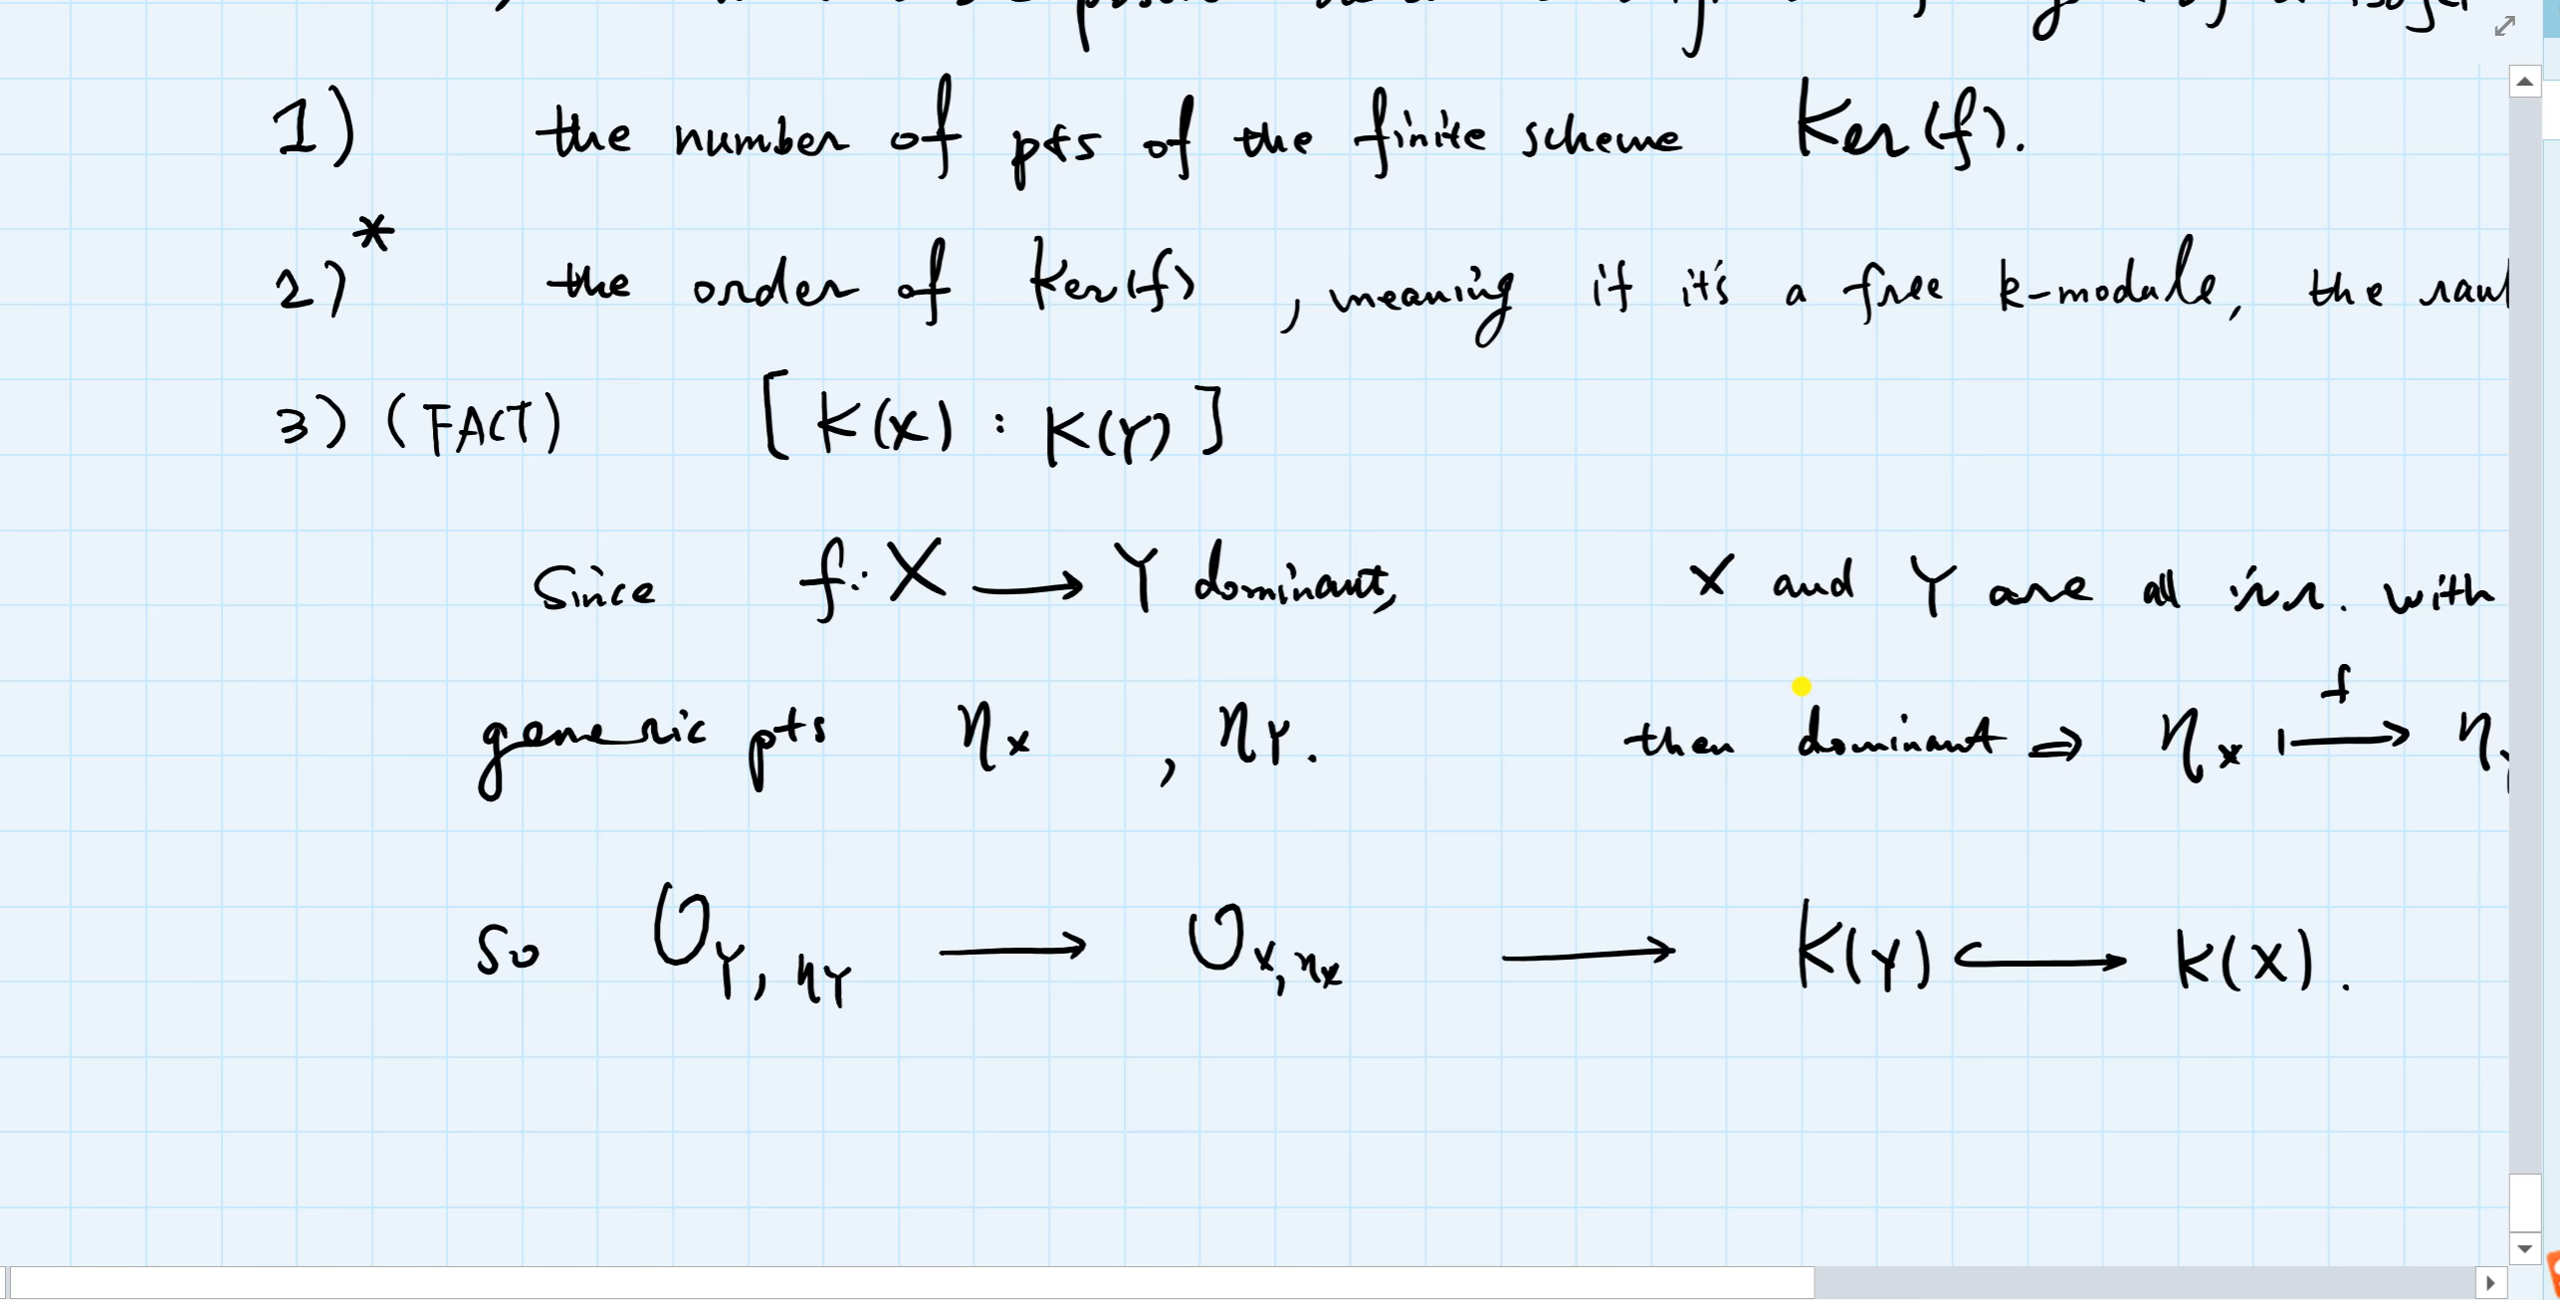 1) the number of pts of the finite scheme Ker(f).
2)* the order of Ker(f), meaning if it's a free k-module, the
3) (FACT) [K(X) : K(Y)]
Since f: X ⟶ Y dominant, X and Y are all irr. with
generic pts η_X , η_Y. then dominant ⇒ η_X ⟼^f η
so O_{Y, η_Y} ⟶ O_{X, η_X} ⟶ K(Y) ↪ K(X).